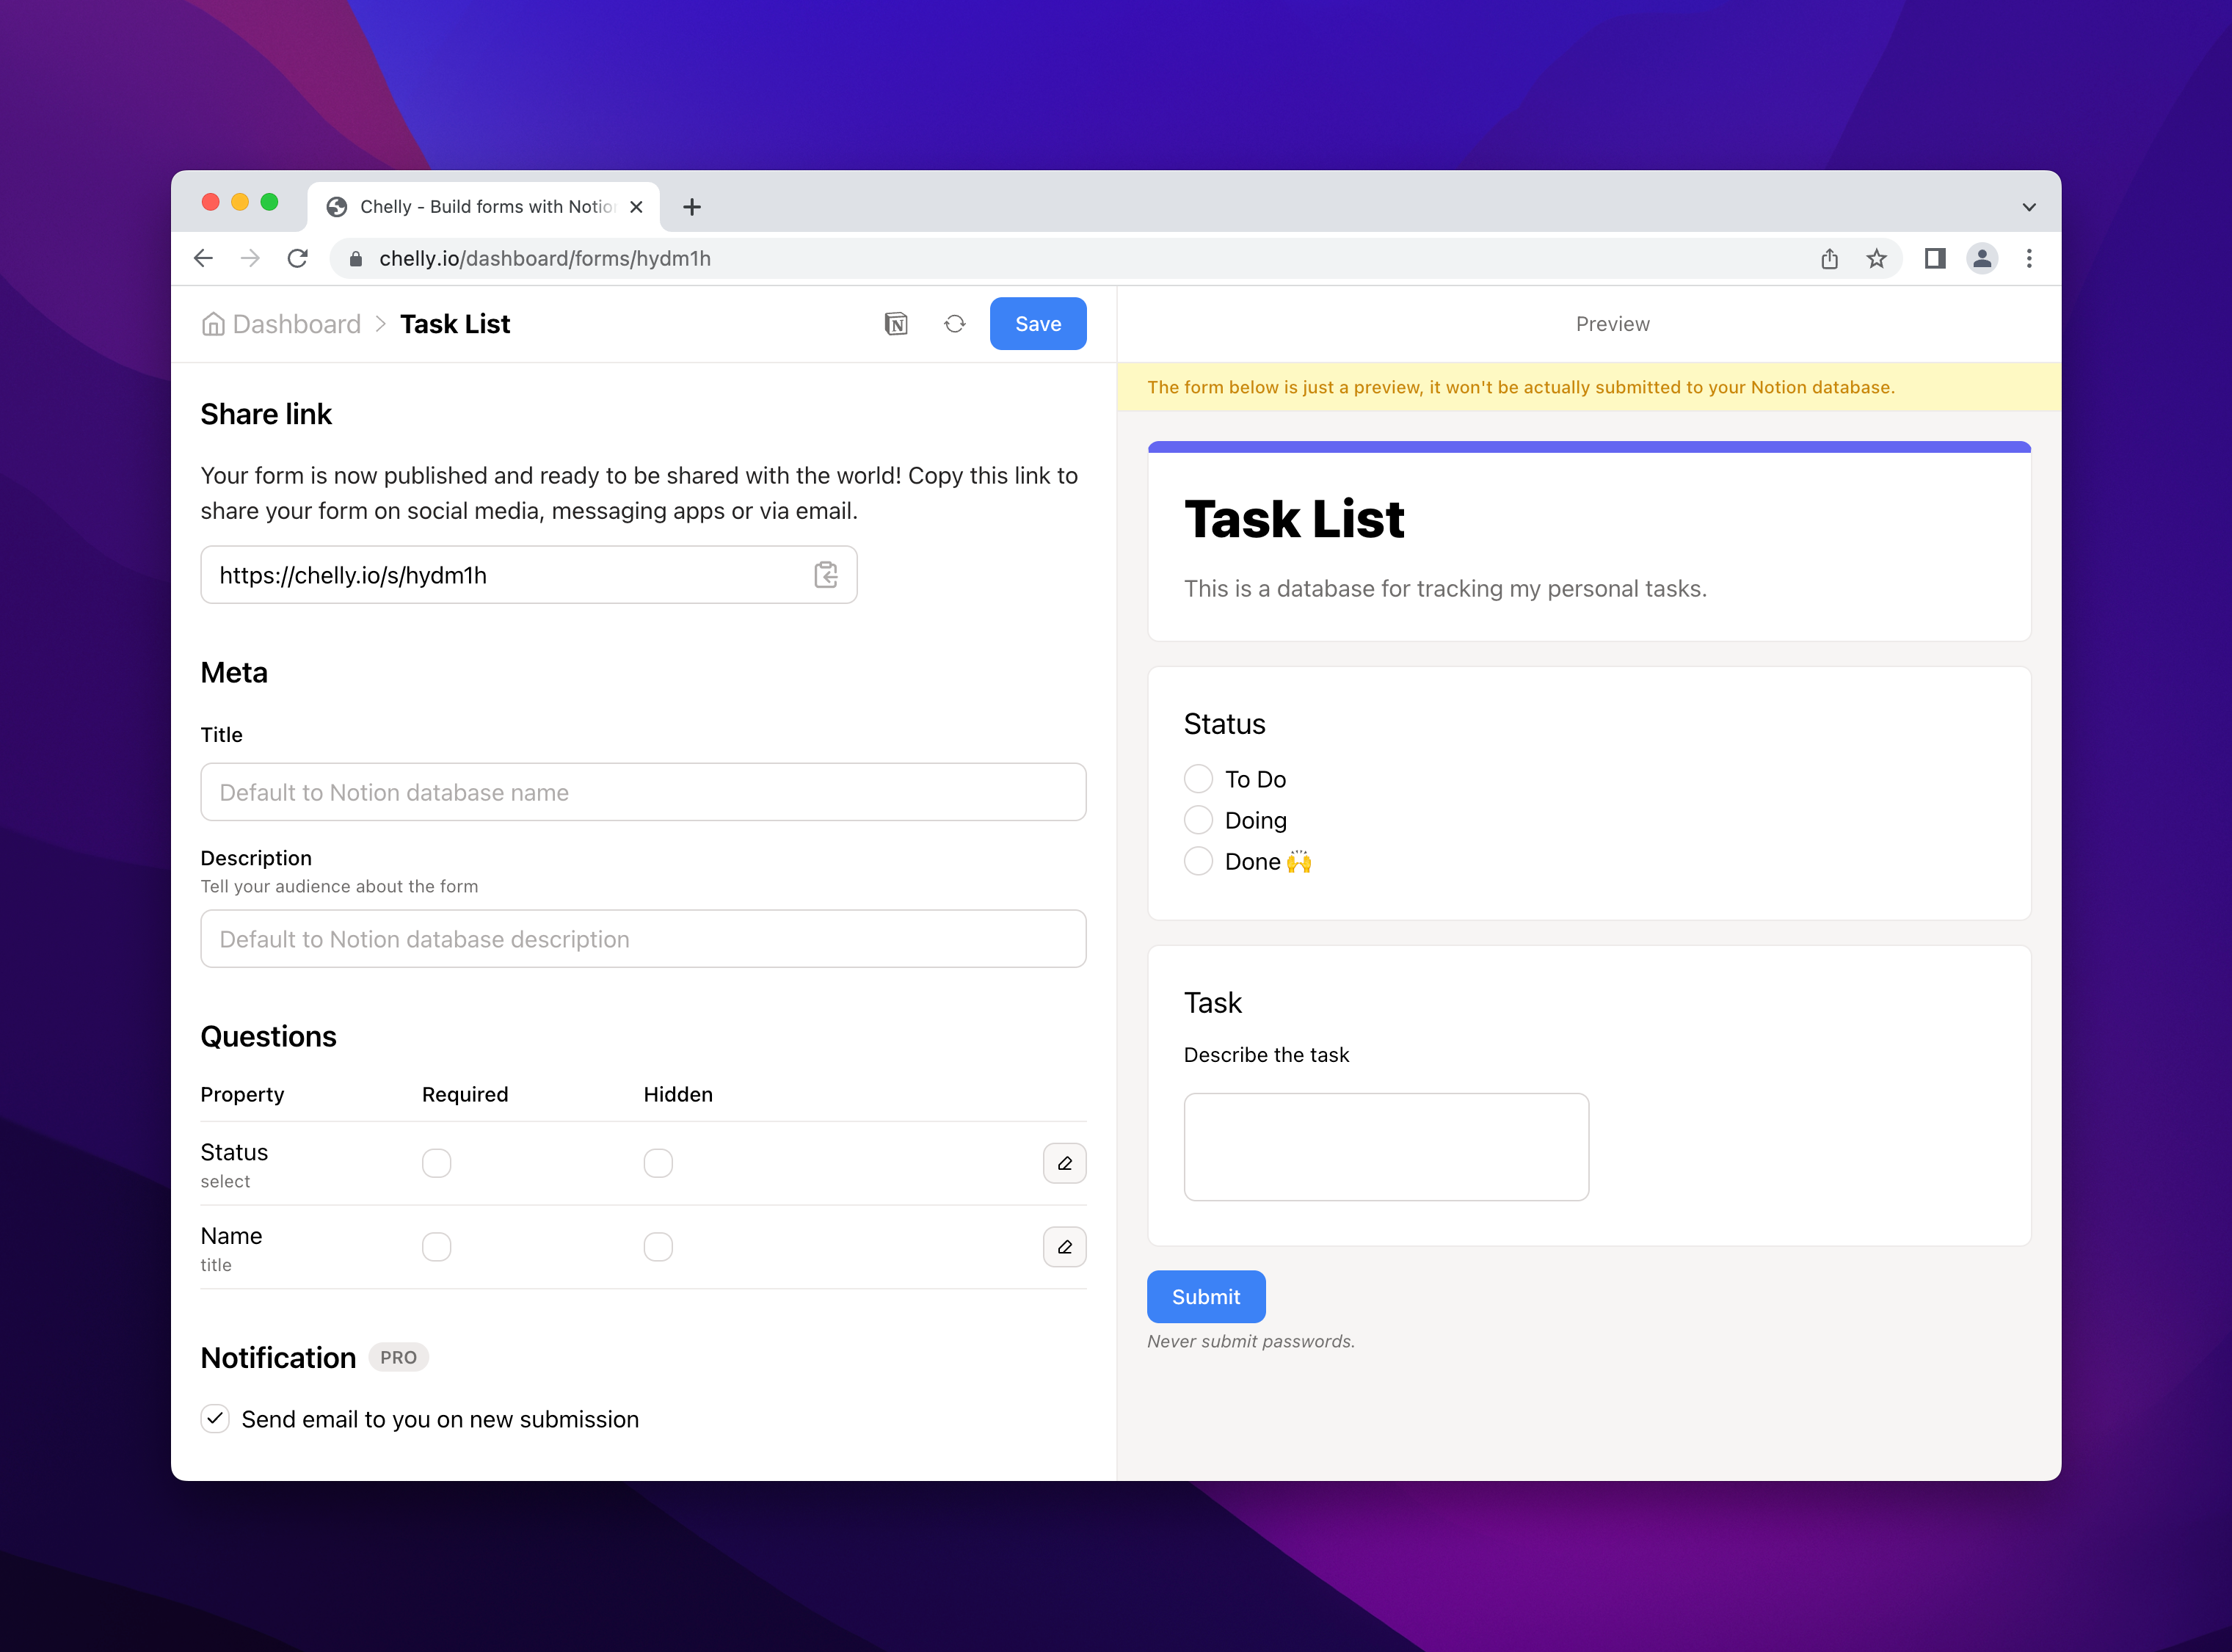 Chelly - Build forms with Notion
chelly.io/dashboard/forms/hydm1h
Dashboard > Task List
Save
Preview
Share link
Your form is now published and ready to be shared with the world! Copy this link to
share your form on social media, messaging apps or via email.
https://chelly.io/s/hydm1h
Meta
Title
Default to Notion database name
Description
Tell your audience about the form
Default to Notion database description
Questions
Property Required Hidden
Status
select
Name
title
Notification PRO
Send email to you on new submission
The form below is just a preview, it won't be actually submitted to your Notion database.
Task List
This is a database for tracking my personal tasks.
Status
To Do
Doing
Done 🙌
Task
Describe the task
Submit
Never submit passwords.